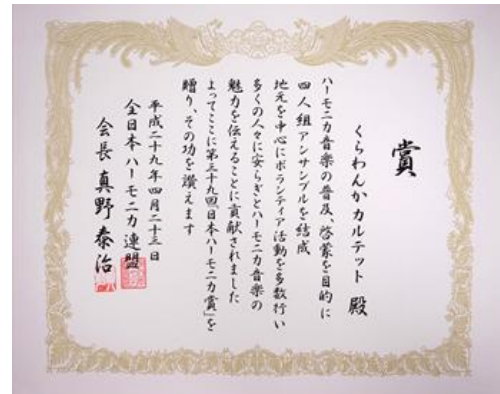 賞
くらわんかカルテット 殿
ハーモニカ音楽の普及、啓蒙を目的に
四人組アンサンブルを結成
地元を中心にボランティア活動を多数行い
多くの人々に安らぎとハーモニカ音楽の
魅力を伝えることに貢献されました
よってここに第三十九回「日本ハーモニカ賞」を
贈り、その功を讃えます
平成二十九年四月二十三日
全日本ハーモニカ連盟
会長 真野泰治